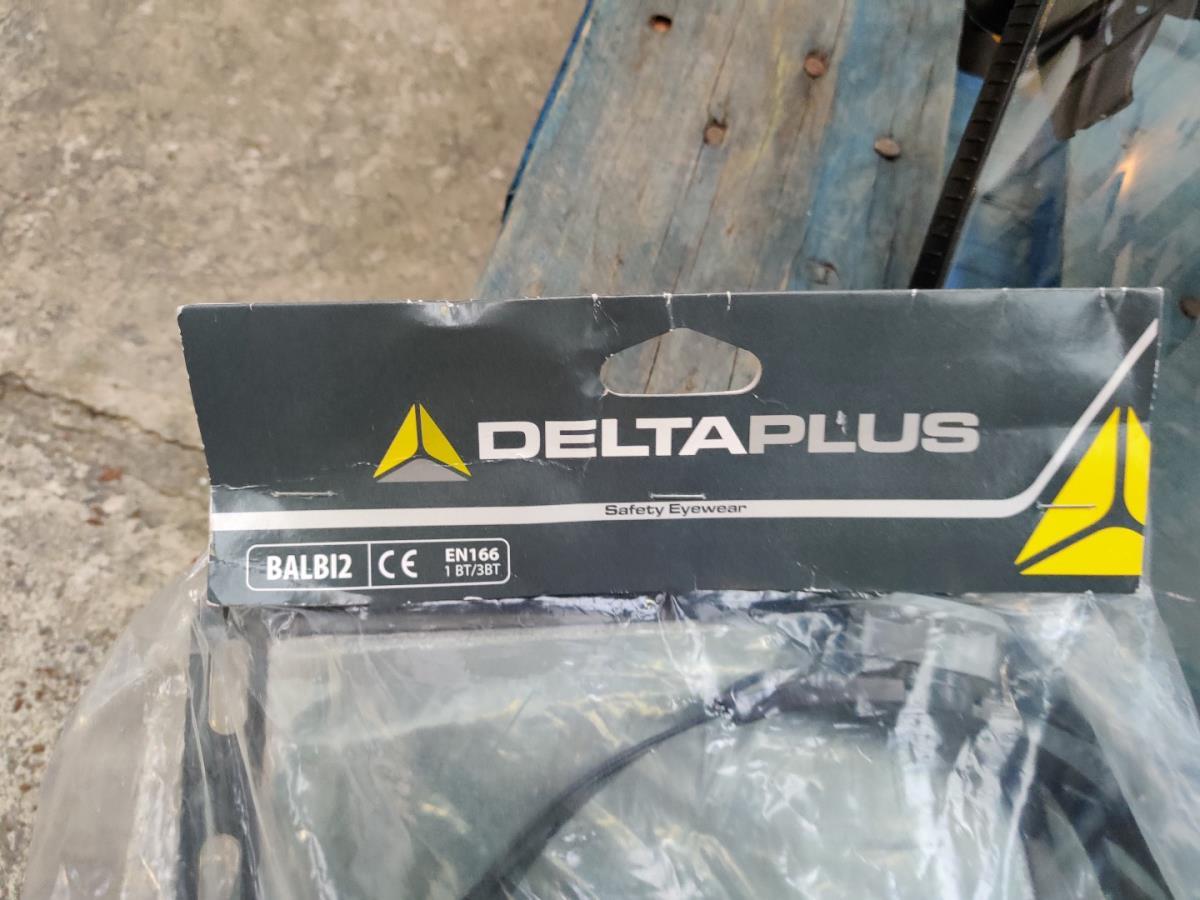 DELTAPLUS
Safety Eyewear
BALBI2 CE EN166
1 BT/3BT